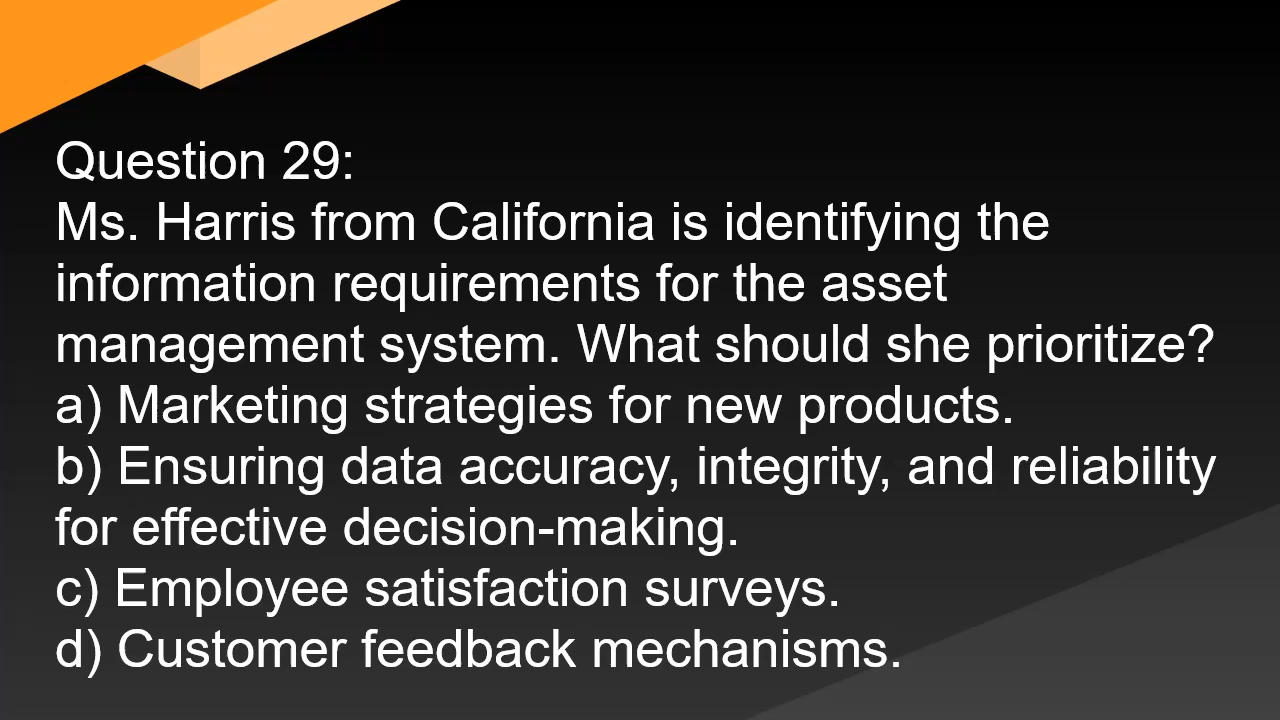 Question 29:
Ms. Harris from California is identifying the
information requirements for the asset
management system. What should she prioritize?
a) Marketing strategies for new products.
b) Ensuring data accuracy, integrity, and reliability
for effective decision-making.
c) Employee satisfaction surveys.
d) Customer feedback mechanisms.